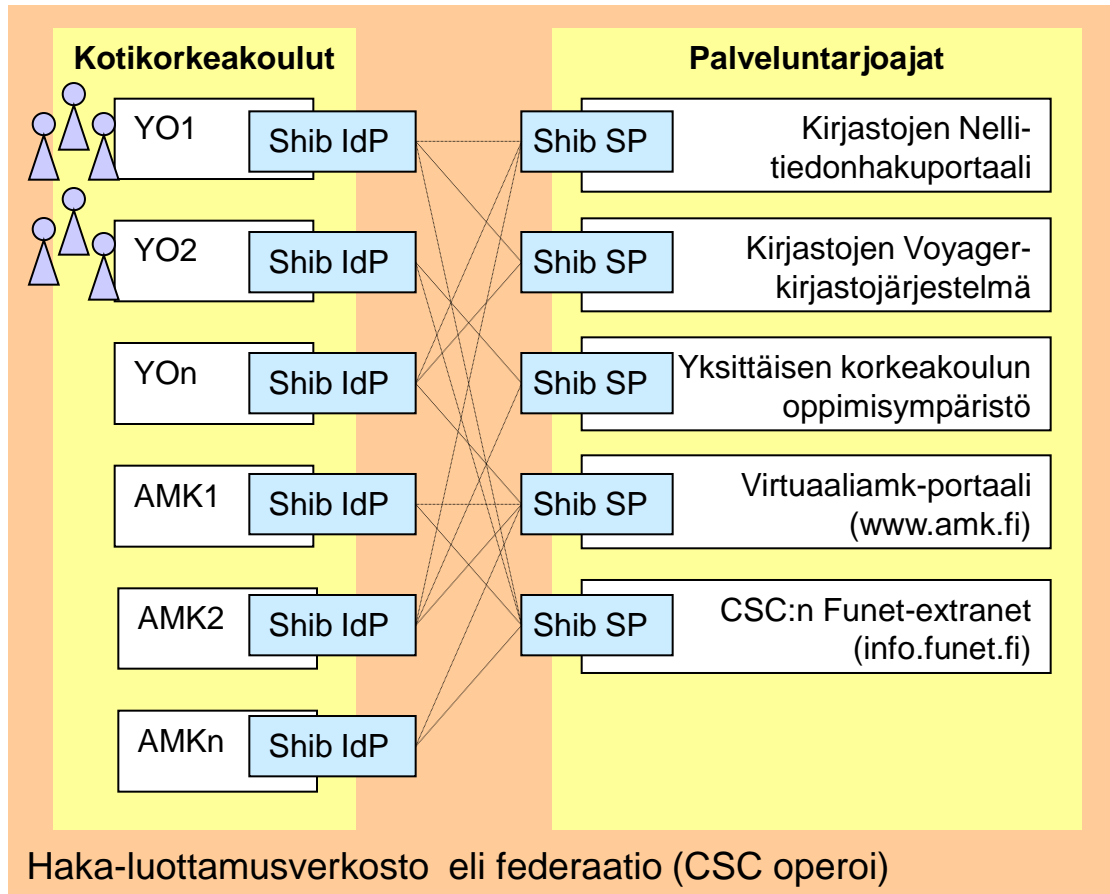 Kotikorkeakoulut
Palveluntarjoajat
YO1
Shib IdP
Shib SP
Kirjastojen Nelli-
tiedonhakuportaali
YO2
Shib IdP
Shib SP
Kirjastojen Voyager-
kirjastojärjestelmä
YOn
Shib IdP
Shib SP
Yksittäisen korkeakoulun
oppimisympäristö
AMK1
Shib IdP
Shib SP
Virtuaaliamk-portaali
(www.amk.fi)
AMK2
Shib IdP
Shib SP
CSC:n Funet-extranet
(info.funet.fi)
AMKn
Shib IdP
Haka-luottamusverkosto eli federaatio (CSC operoi)